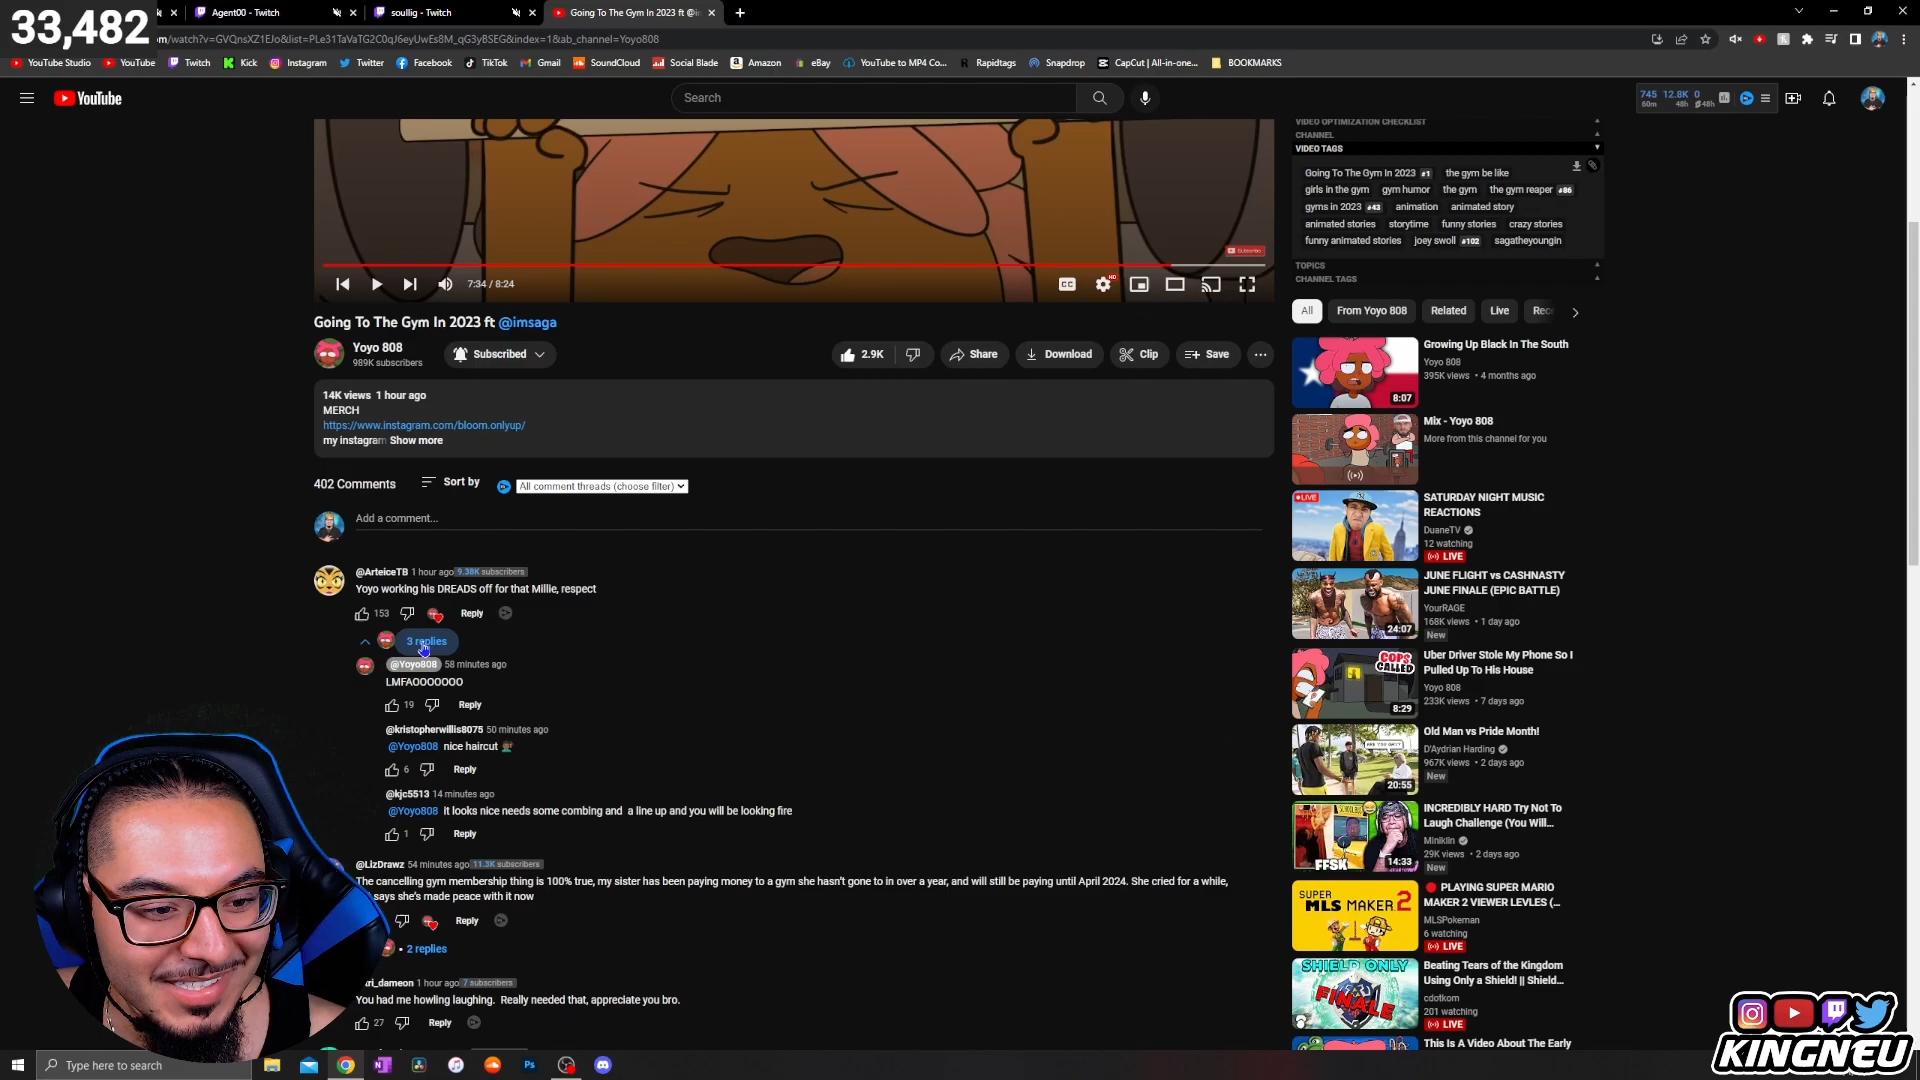 33,482
Agent00 - Twitch
soullig - Twitch
Going To The Gym In 2023 ft @i
m/watch?v=GVQnsXZ1EJo&list=PLe31TaVaTG2C0qJ6eyUwEs8M_qG3yBSEG&index=1&ab_channel=Yoyo808
YouTube Studio YouTube Twitch Kick Instagram Twitter Facebook TikTok Gmail SoundCloud Social Blade Amazon eBay YouTube to MP4 Co... Rapidtags Snapdrop CapCut | All-in-one... BOOKMARKS
YouTube
Search
745 12.8K 0
60m 48h 48h
Subscribe
7:34 / 8:24
CC
HD
Going To The Gym In 2023 ft @imsaga
Yoyo 808
989K subscribers
Subscribed
2.9K
Share
Download
Clip
Save
14K views 1 hour ago
MERCH
https://www.instagram.com/bloom.onlyup/
my instagram Show more
402 Comments
Sort by
All comment threads (choose filter)
Add a comment...
@ArteiceTB 1 hour ago 9.38K subscribers
Yoyo working his DREADS off for that Millie, respect
153 Reply
3 replies
@Yoyo808 58 minutes ago
LMFAOOOOOOO
19 Reply
@kristopherwillis8075 50 minutes ago
@Yoyo808 nice haircut
6 Reply
@kjc5513 14 minutes ago
@Yoyo808 it looks nice needs some combing and a line up and you will be looking fire
1 Reply
@LizDrawz 54 minutes ago 11.3K subscribers
The cancelling gym membership thing is 100% true, my sister has been paying money to a gym she hasn't gone to in over a year, and will still be paying until April 2024. She cried for a while,
says she's made peace with it now
Reply
2 replies
ri_dameon 1 hour ago 7 subscribers
You had me howling laughing. Really needed that, appreciate you bro.
27 Reply
VIDEO OPTIMIZATION CHECKLIST
CHANNEL
VIDEO TAGS
Going To The Gym In 2023 #1 the gym be like
girls in the gym gym humor the gym the gym reaper #86
gyms in 2023 #43 animation animated story
animated stories storytime funny stories crazy stories
funny animated stories joey swoll #102 sagatheyoungin
TOPICS
CHANNEL TAGS
All From Yoyo 808 Related Live Rec
Growing Up Black In The South
Yoyo 808
395K views • 4 months ago
8:07
Mix - Yoyo 808
More from this channel for you
LIVE
SATURDAY NIGHT MUSIC
REACTIONS
DuaneTV
12 watching
LIVE
JUNE FLIGHT vs CASHNASTY
JUNE FINALE (EPIC BATTLE)
YourRAGE
168K views • 1 day ago
New
24:07
Uber Driver Stole My Phone So I
Pulled Up To His House
Yoyo 808
233K views • 7 days ago
COPS
CALLED
8:29
Old Man vs Pride Month!
D'Aydrian Harding
967K views • 2 days ago
New
20:55
INCREDIBLY HARD Try Not To
Laugh Challenge (You Will...
Miniklin
29K views • 2 days ago
New
FFSK
14:33
PLAYING SUPER MARIO
MAKER 2 VIEWER LEVLES (...
MLSPokeman
6 watching
LIVE
SUPER
MLS MAKER 2
Beating Tears of the Kingdom
Using Only a Shield! || Shield...
cdotkom
201 watching
LIVE
SHIELD ONLY
FINALE
This Is A Video About The Early
KINGNEU
Type here to search
Ps